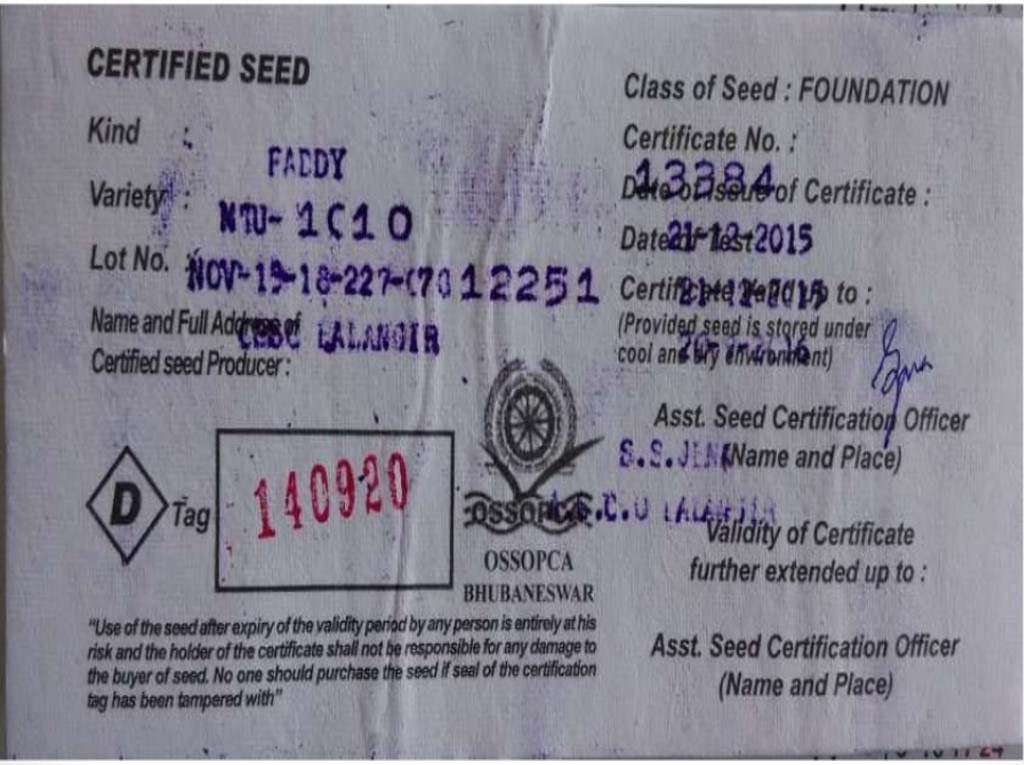 CERTIFIED SEED
Kind :
FADDY
Variety :
MTU- 1C10
Lot No.
NOV-15-18-227- 12251
Name and Full Address of
LALANGIR
Certified seed Producer :
D Tag
140920
OSSOPCA
OSSOPCA
BHUBANESWAR
"Use of the seed after expiry of the validity period by any person is entirely at his
risk and the holder of the certificate shall not be responsible for any damage to
the buyer of seed. No one should purchase the seed if seal of the certification
tag has been tampered with"
Class of Seed : FOUNDATION
Certificate No. :
13384
Date of Issue of Certificate :
21-12-2015
Date of Test
21-12-2015
Certificate Valid up to :
(Provided seed is stored under
cool and dry environment)
Asst. Seed Certification Officer
S.S.JENA (Name and Place)
Validity of Certificate
further extended up to :
Asst. Seed Certification Officer
(Name and Place)